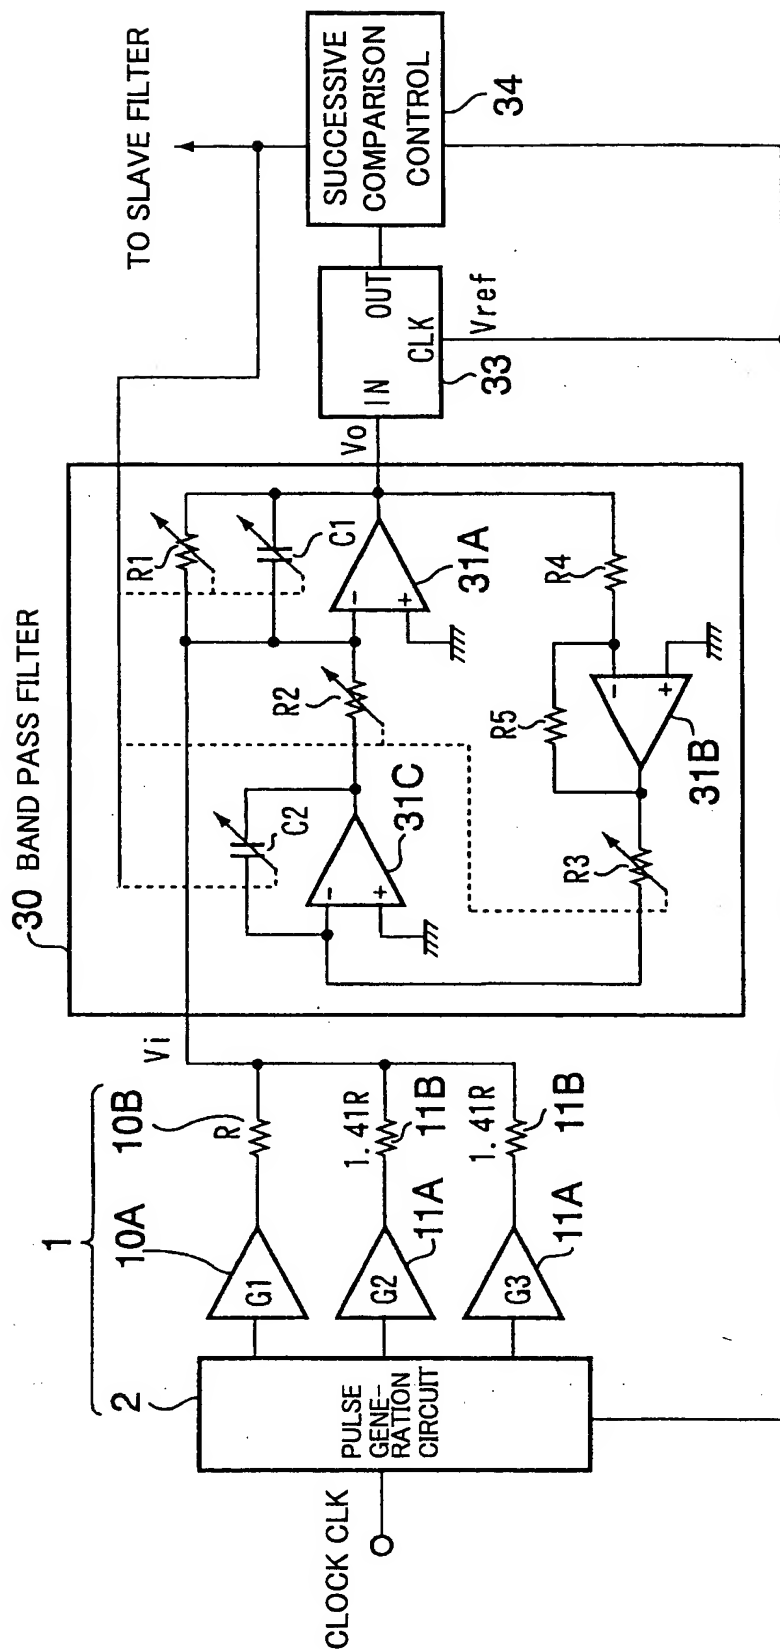 CLOCK CLK
2
PULSE
GENE-
RATION
CIRCUIT
1
10A
G1
10B
R
G2
11A
1.41R
11B
G3
11A
1.41R
11B
Vi
30 BAND PASS FILTER
C2
-
+
31C
R2
R1
C1
-
+
31A
R3
R5
-
+
31B
R4
Vo
IN
OUT
CLK
33
Vref
SUCCESSIVE
COMPARISON
CONTROL
34
TO SLAVE FILTER